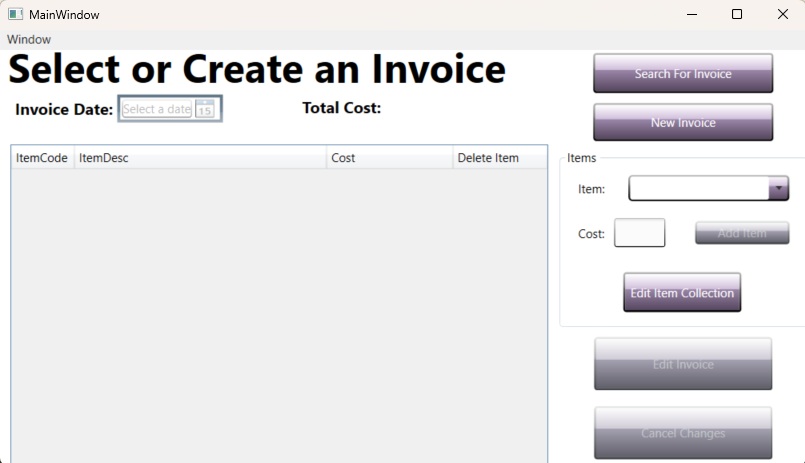 MainWindow
Window
Select or Create an Invoice
Search For Invoice
Invoice Date: Select a date 15 Total Cost:
New Invoice
ItemCode ItemDesc Cost Delete Item
Items
Item:
Cost: Add Item
Edit Item Collection
Edit Invoice
Cancel Changes